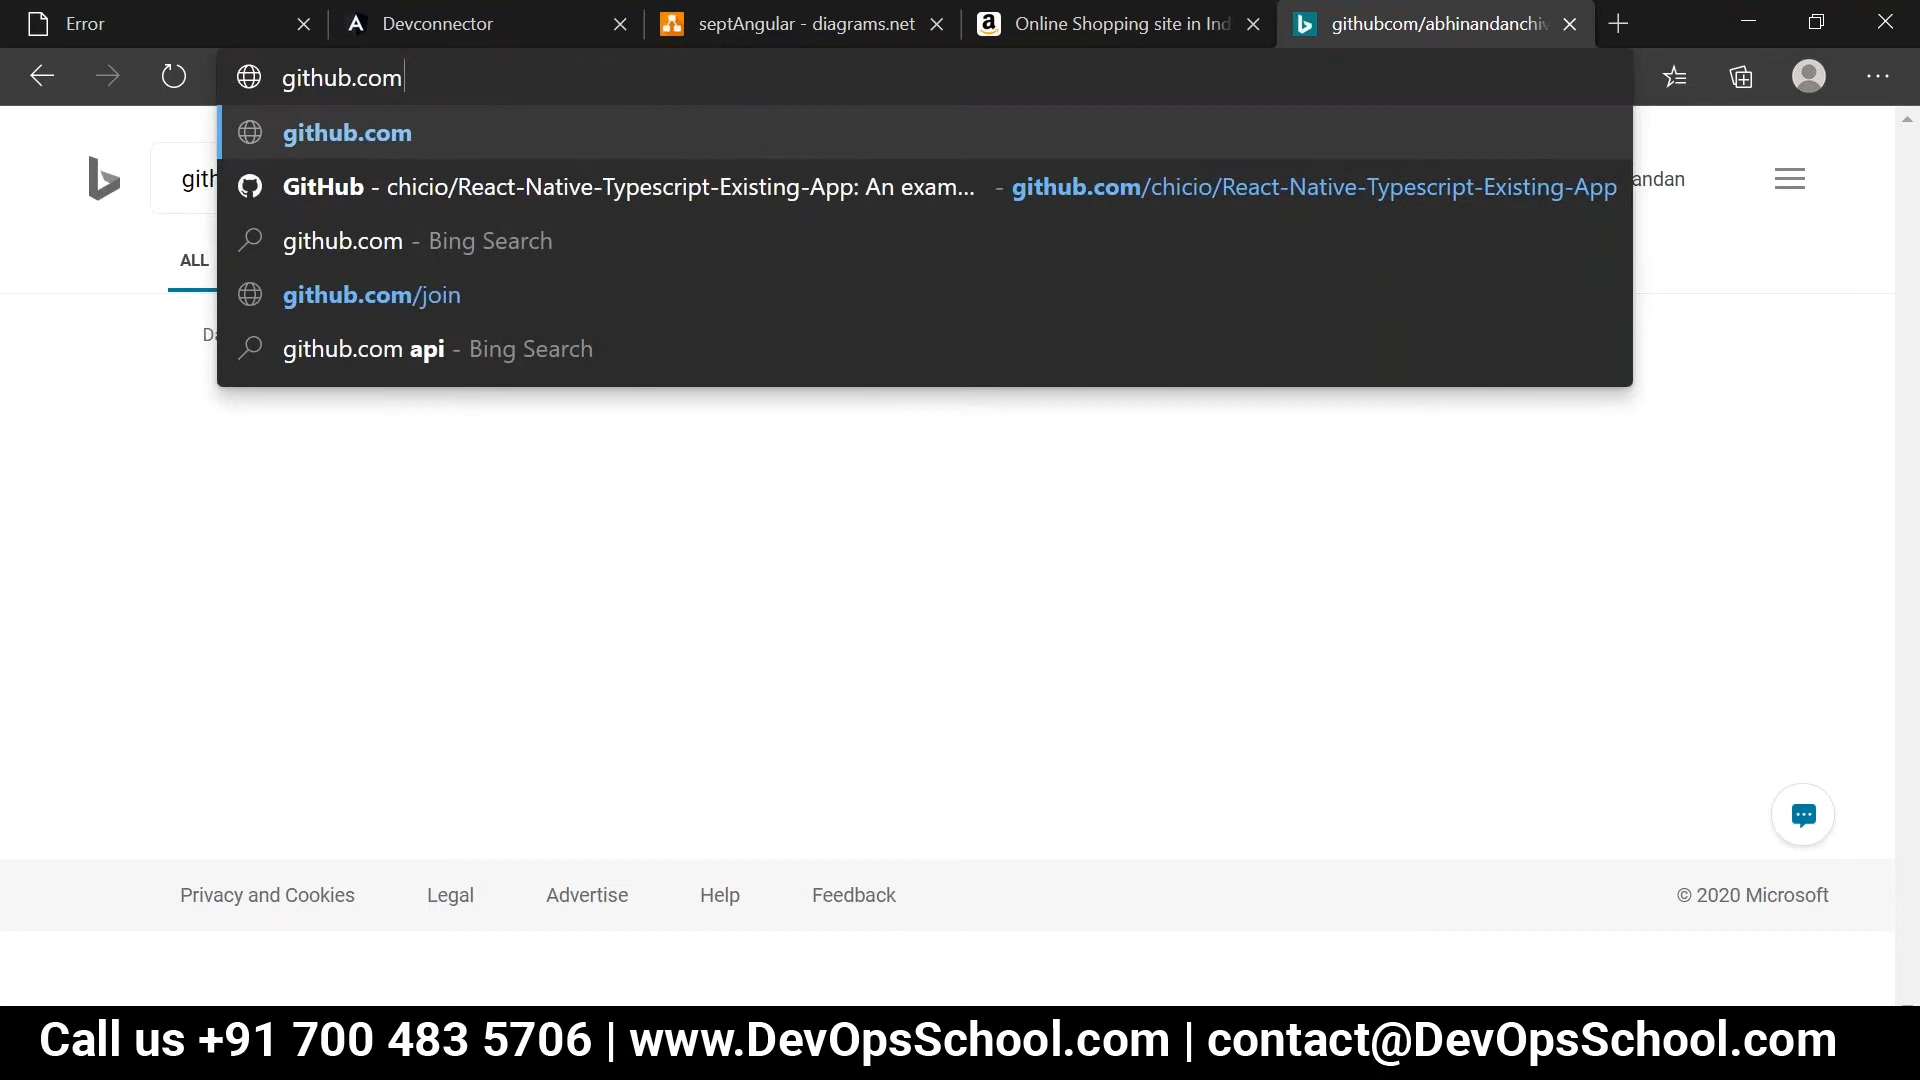 Error
Devconnector
septAngular - diagrams.net
Online Shopping site in Ind
githubcom/abhinandanchiv
github.com
github.com
GitHub - chicio/React-Native-Typescript-Existing-App: An exam... - github.com/chicio/React-Native-Typescript-Existing-App
github.com - Bing Search
github.com/join
github.com api - Bing Search
gith
andan
ALL
Da
Privacy and Cookies
Legal
Advertise
Help
Feedback
© 2020 Microsoft
Call us +91 700 483 5706 | www.DevOpsSchool.com | contact@DevOpsSchool.com